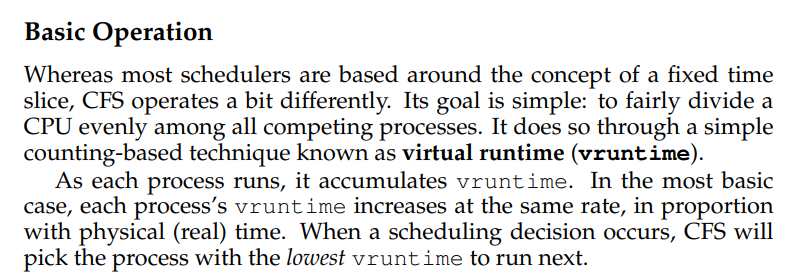 Basic Operation
Whereas most schedulers are based around the concept of a fixed time
slice, CFS operates a bit differently. Its goal is simple: to fairly divide a
CPU evenly among all competing processes. It does so through a simple
counting-based technique known as virtual runtime (vruntime).
As each process runs, it accumulates vruntime. In the most basic
case, each process's vruntime increases at the same rate, in proportion
with physical (real) time. When a scheduling decision occurs, CFS will
pick the process with the lowest vruntime to run next.